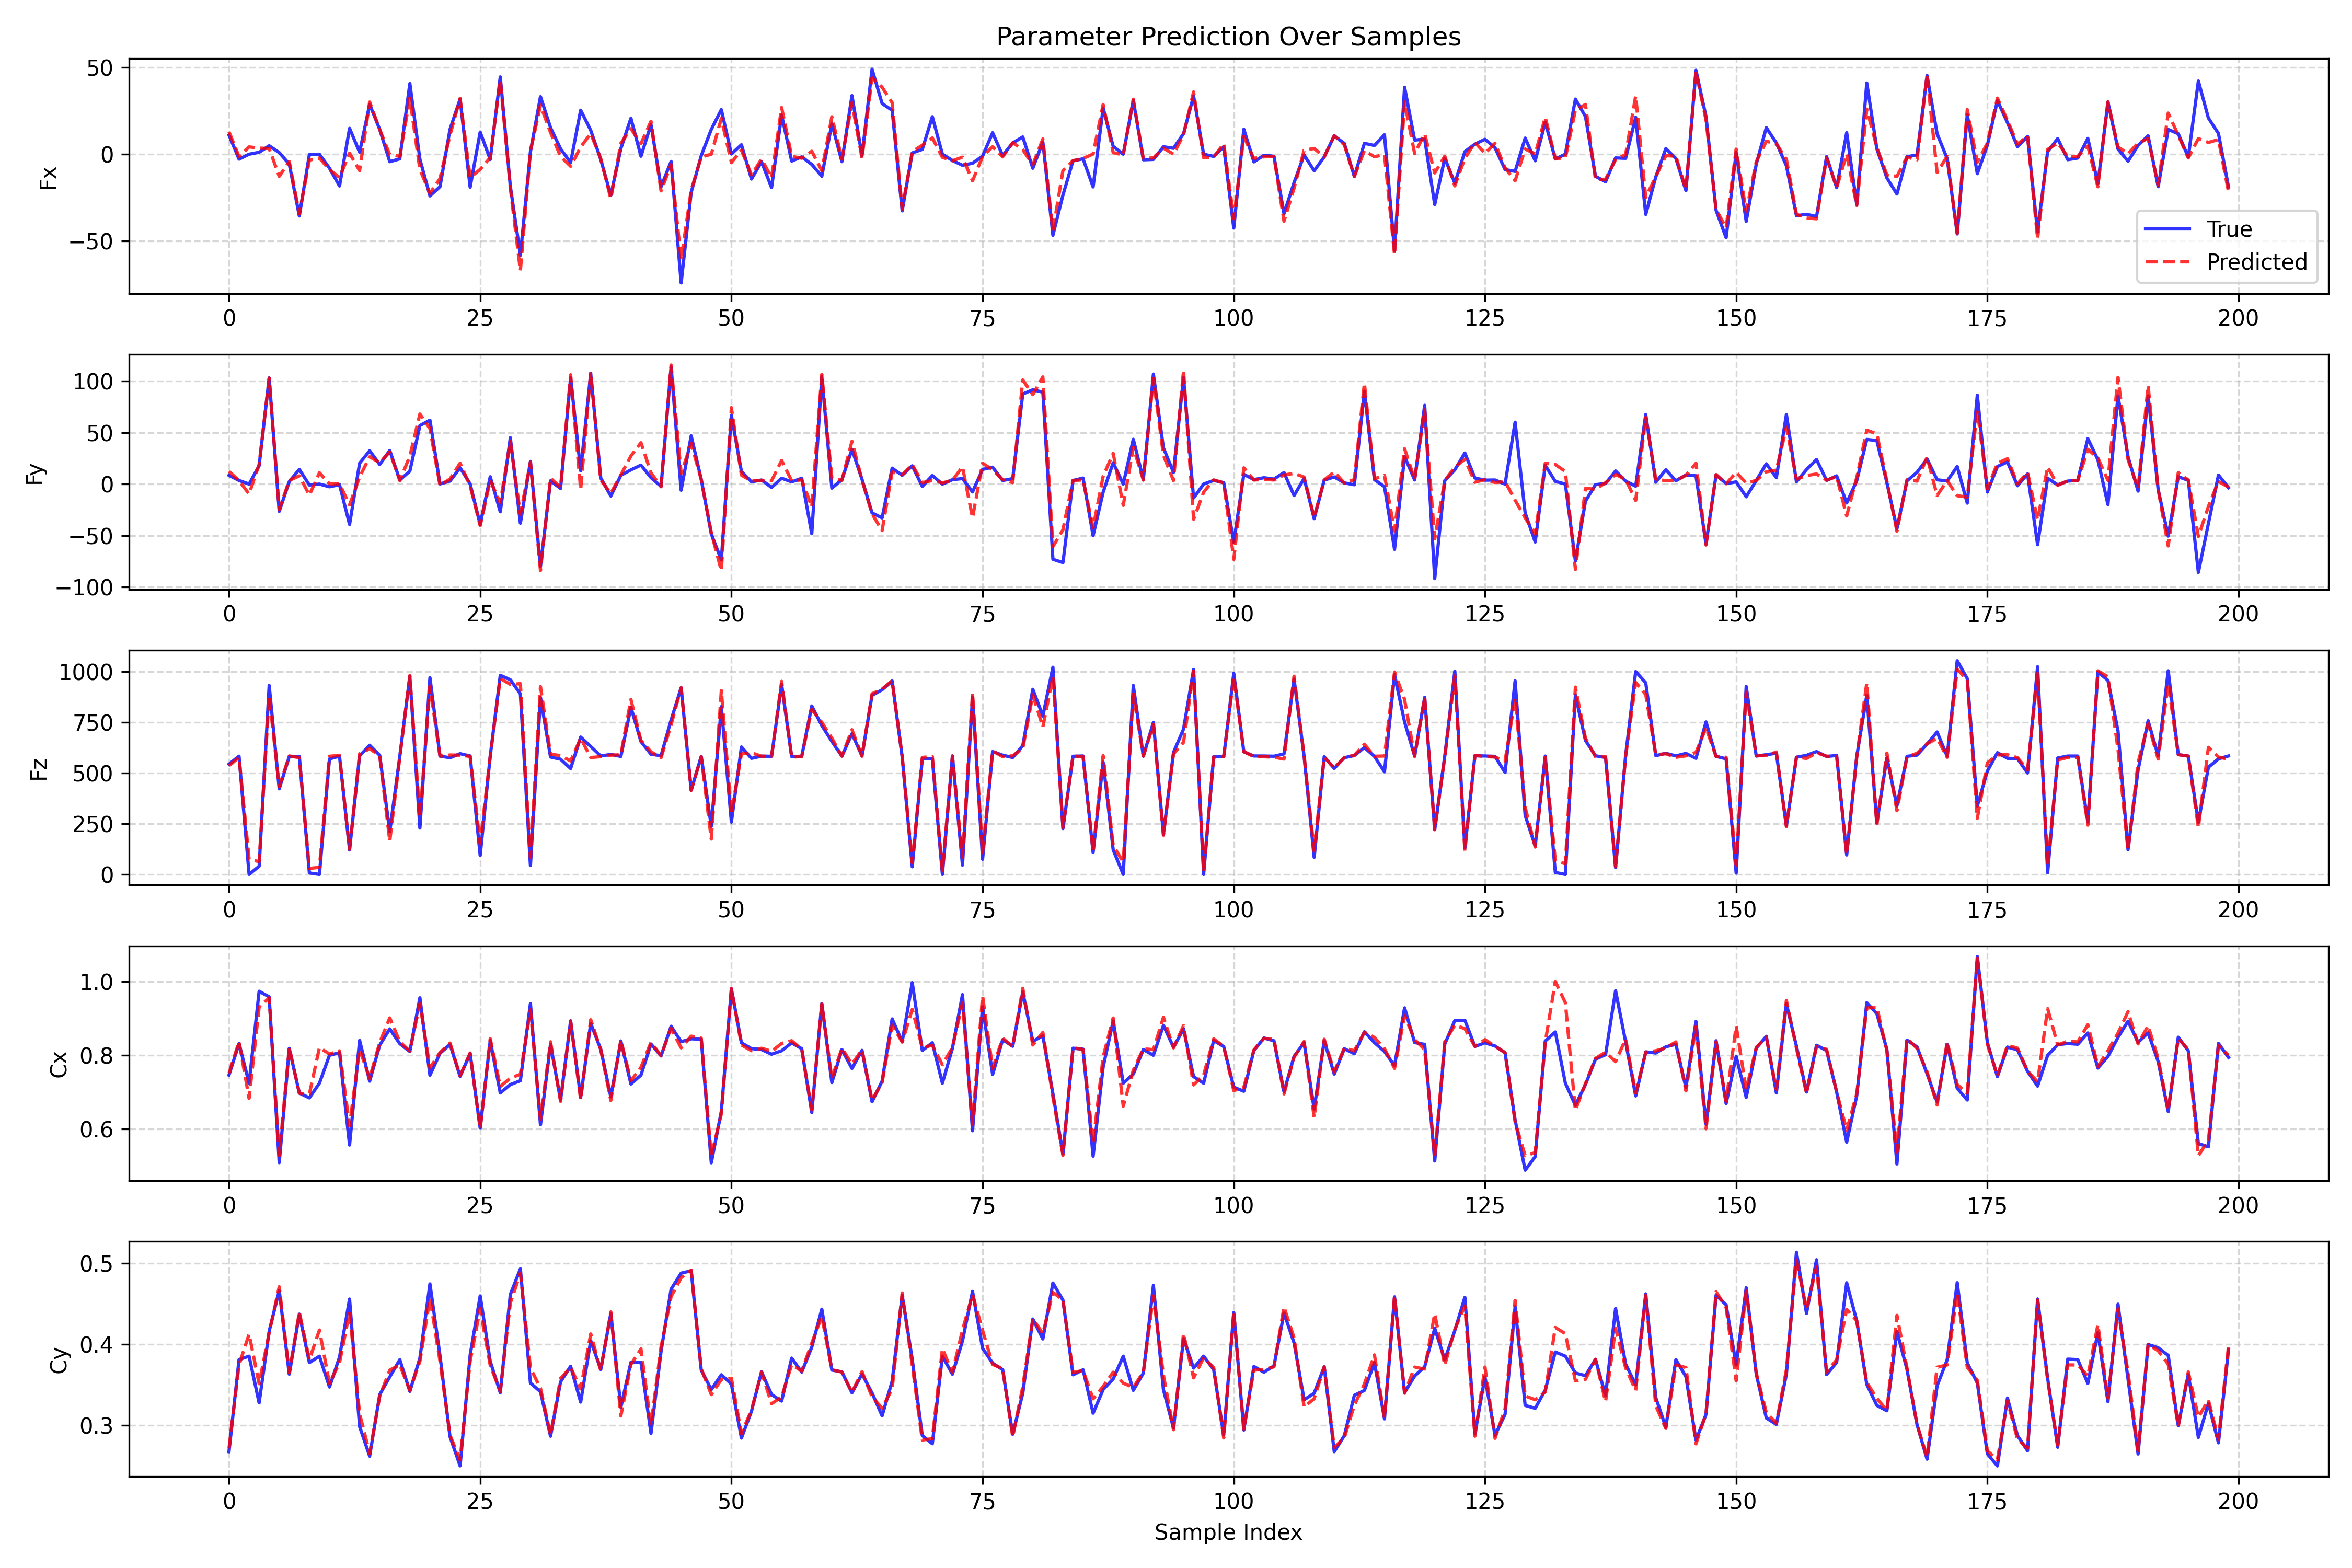 Parameter Prediction Over Samples
Fx
50
0
−50
True
Predicted
0 25 50 75 100 125 150 175 200
Fy
100
50
0
−50
−100
0 25 50 75 100 125 150 175 200
Fz
1000
750
500
250
0
0 25 50 75 100 125 150 175 200
Cx
1.0
0.8
0.6
0 25 50 75 100 125 150 175 200
Cy
0.5
0.4
0.3
0 25 50 75 100 125 150 175 200
Sample Index